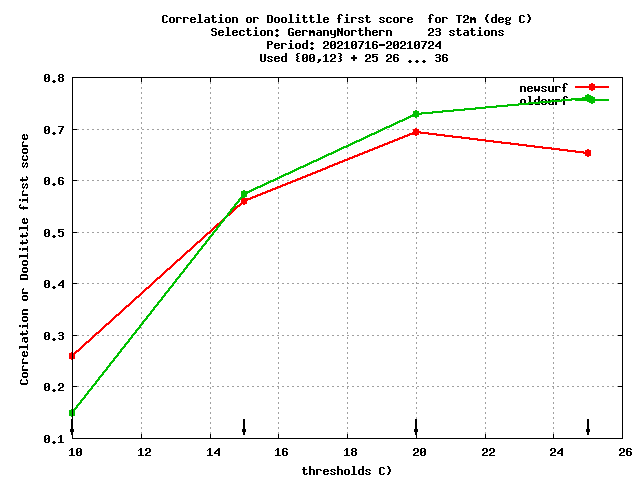 Correlation or Doolittle first score  for T2m (deg C)
Selection: GermanyNorthern     23 stations
Period: 20210716-20210724
Used {00,12} + 25 26 ... 36
newsurf
oldsurf
0.8
0.7
0.6
0.5
0.4
0.3
0.2
0.1
Correlation or Doolittle first score
10 12 14 16 18 20 22 24 26
thresholds C)